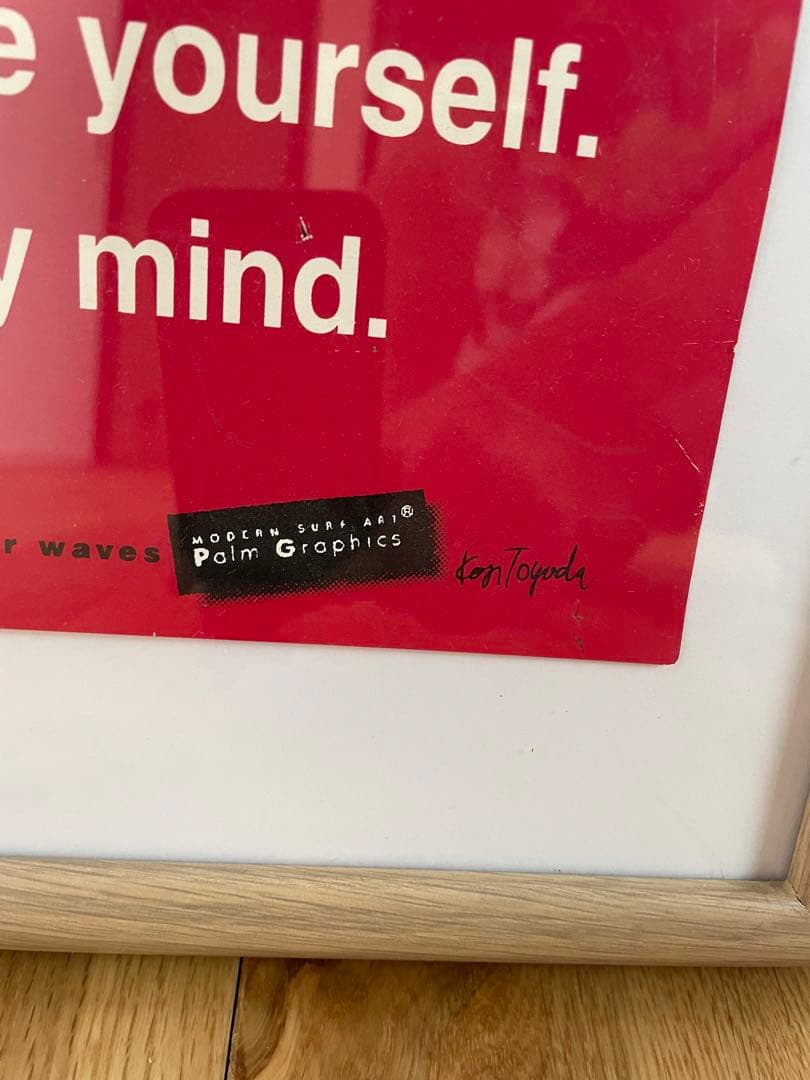 e yourself.
y mind.
r waves
MODERN SURF ART®
Palm Graphics
Koji Toyoda